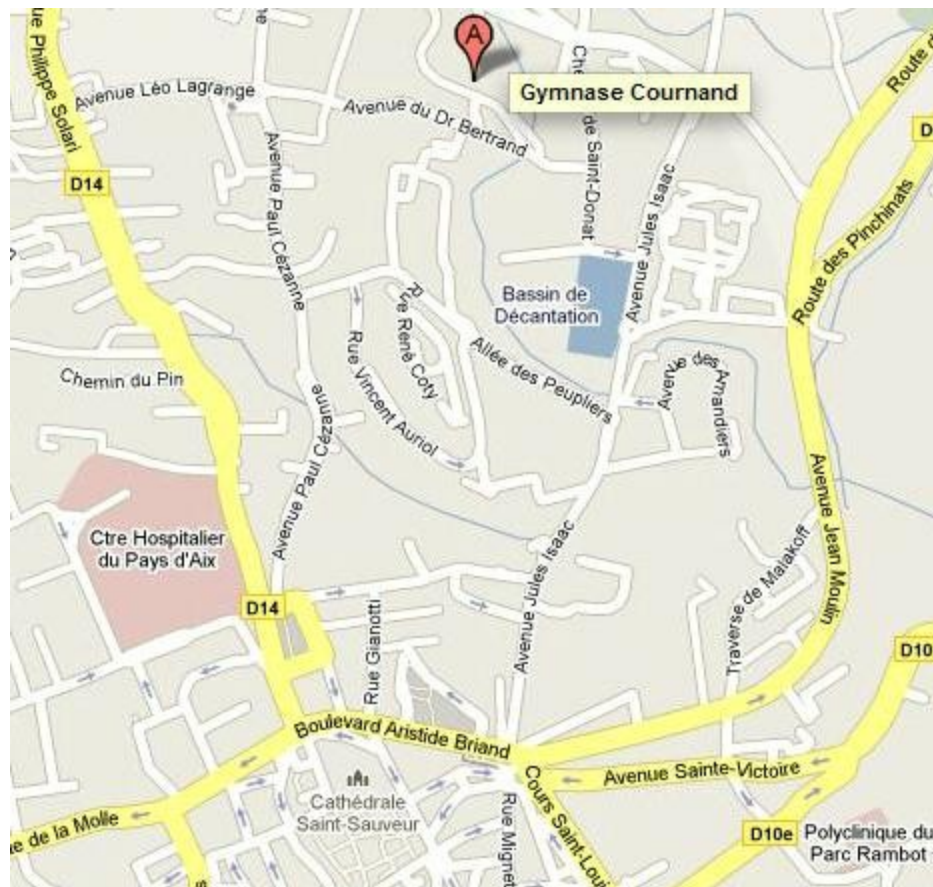 ue Philippe Solari
Avenue Léo Lagrange
A
Gymnase Cournand
Avenue du Dr Bertrand
Che
de Saint-Donat
Avenue Jules Isaac
Route d
D
D14
Avenue Paul Cézanne
Route des Pinchinats
Bassin de
Décantation
Rue René Coty
Rue Vincent Auriol
Allée des Peupliers
Avenue des Amandiers
Chemin du Pin
Avenue Paul Cézanne
Ctre Hospitalier
du Pays d'Aix
Avenue Jules Isaac
Avenue Jean Moulin
Traverse de Malakoff
D14
Rue Gianotti
D10
Boulevard Aristide Briand
Avenue Sainte-Victoire
Cathédrale
Saint-Sauveur
Rue Mignet
Cours Saint-Loui
e de la Molle
D10e
Polyclinique du
Parc Rambot
s